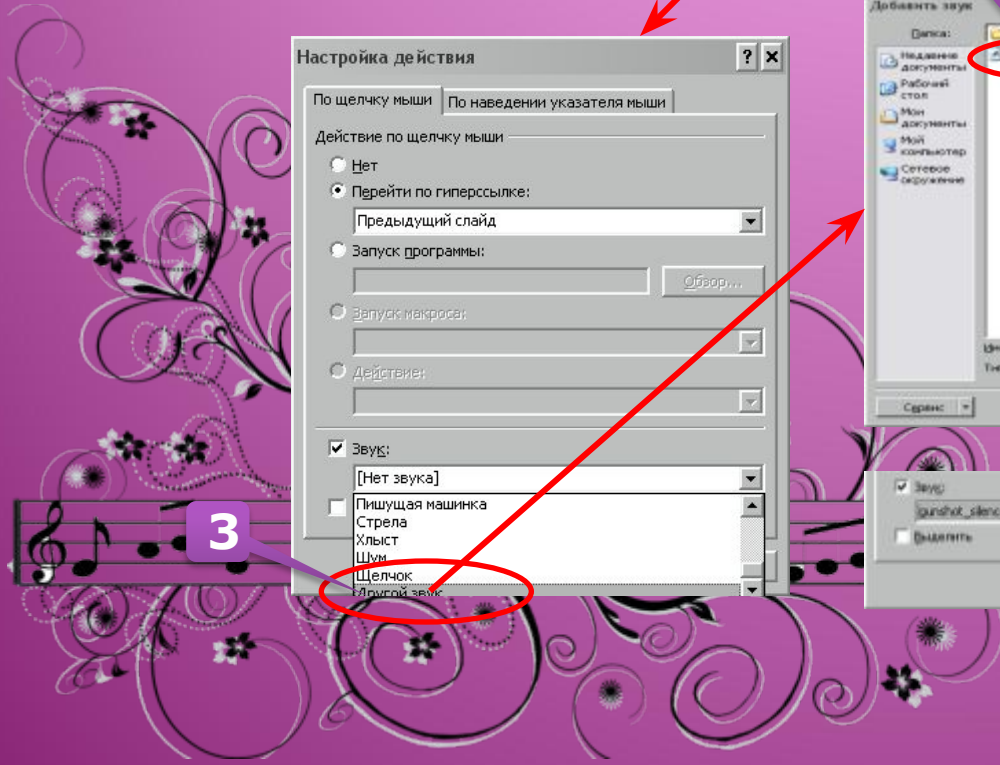 Настройка действия
По щелчку мыши
По наведении указателя мыши
Действие по щелчку мыши
Нет
Перейти по гиперссылке:
Предыдущий слайд
Запуск программы:
Обзор...
Запуск макроса:
Действие:
Звук:
[Нет звука]
Пишущая машинка
Стрела
Хлыст
Шум
Щелчок
Другой звук
3
Добавить звук
Папка:
Недавние
документы
Рабочий
стол
Мои
документы
Мой
компьютер
Сетевое
окружение
Сервис
Звук:
gunshot_silenc
Выделить